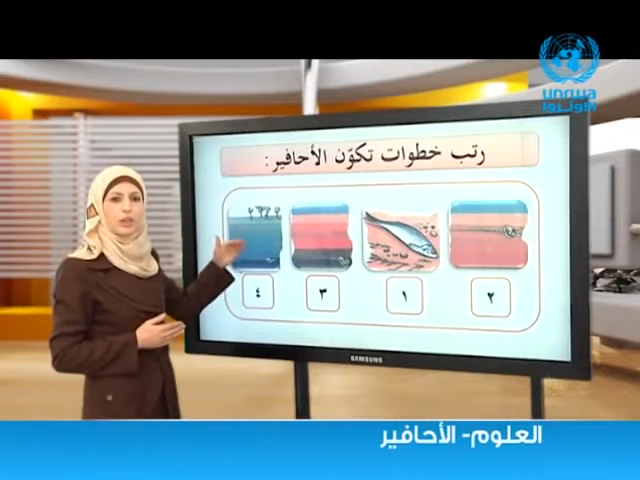 unrwa
الأونروا
رتب خطوات تكوّن الأحافير:
٢ ١ ٣ ٤
SAMSUNG
العلوم- الأحافير